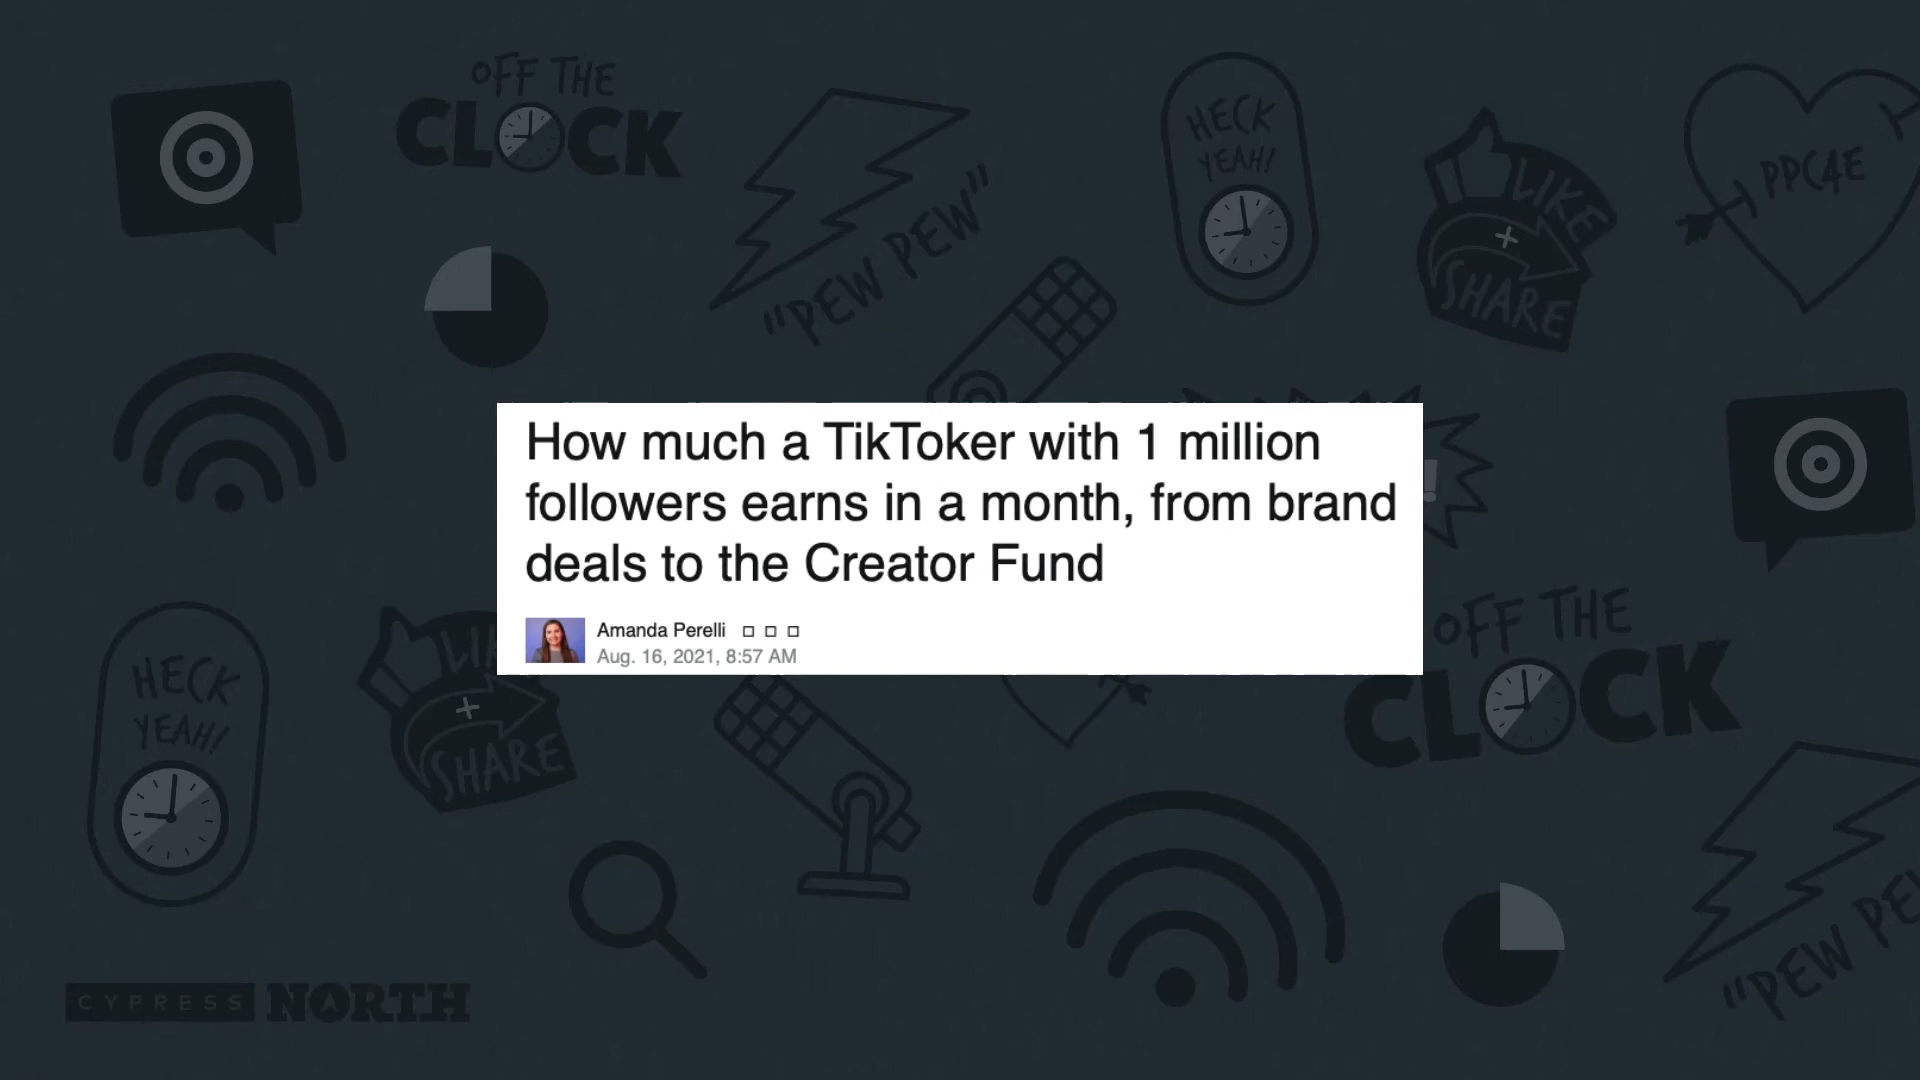 OFF THE
CLOCK
HECK
YEAH!
LIKE
+
SHARE
PPC4E
"PEW PEW"
How much a TikToker with 1 million
followers earns in a month, from brand
deals to the Creator Fund
Amanda Perelli
Aug. 16, 2021, 8:57 AM
!
OFF THE
CLOCK
HECK
YEAH!
+
SHARE
CYPRESS NORTH